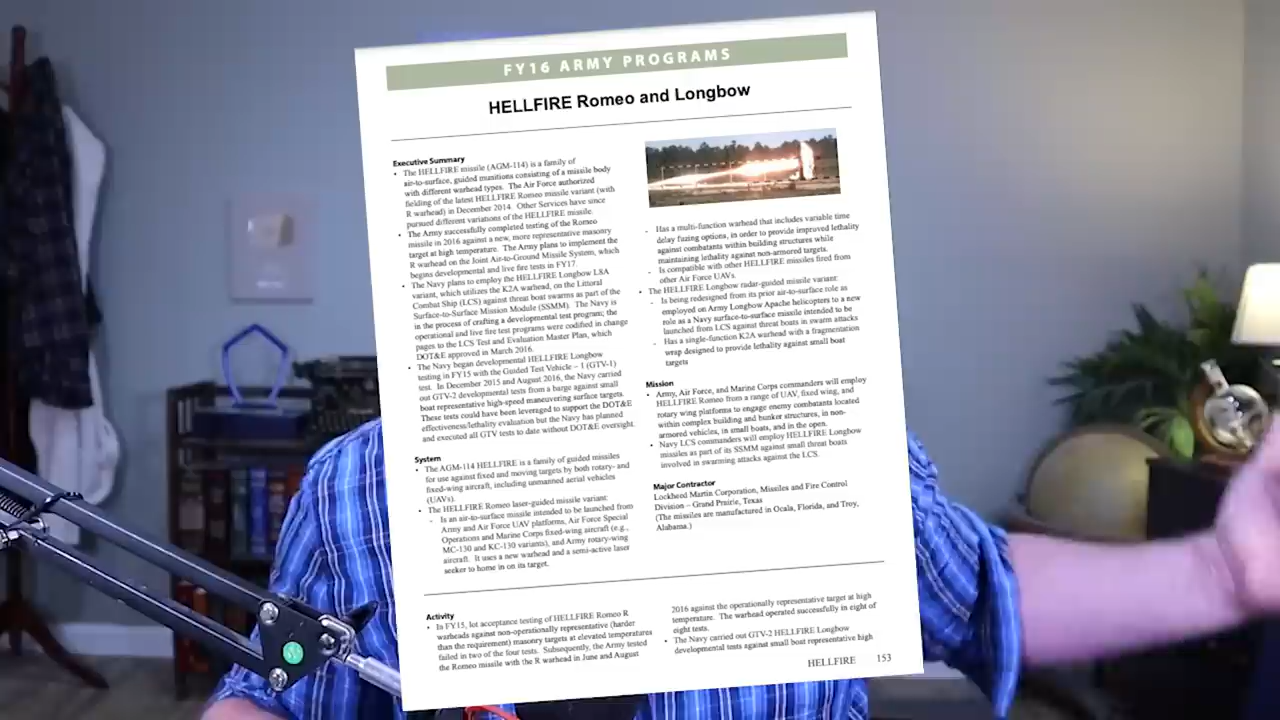 FY16 ARMY PROGRAMS
HELLFIRE Romeo and Longbow
Executive Summary
• The HELLFIRE missile (AGM-114) is a family of
air-to-surface, guided munitions consisting of a missile body
with different warhead types. The Air Force authorized
fielding of the latest HELLFIRE Romeo missile variant (with
R warhead) in December 2014. Other Services have since
pursued different variations of the HELLFIRE missile.
• The Army successfully completed testing of the Romeo
missile in 2016 against a new, more representative masonry
target at high temperature. The Army plans to implement the
R warhead on the Joint Air-to-Ground Missile System, which
begins developmental and live fire tests in FY17.
• The Navy plans to employ the HELLFIRE Longbow L8A
variant, which utilizes the K2A warhead, on the Littoral
Combat Ship (LCS) against threat boat swarms as part of the
Surface-to-Surface Mission Module (SSMM). The Navy is
in the process of crafting a developmental test program; the
operational and live fire test programs were codified in change
pages to the LCS Test and Evaluation Master Plan, which
DOT&E approved in March 2016.
• The Navy began developmental HELLFIRE Longbow
testing in FY15 with the Guided Test Vehicle – 1 (GTV-1)
test. In December 2015 and August 2016, the Navy carried
out GTV-2 developmental tests from a barge against small
boat representative high-speed maneuvering surface targets.
These tests could have been leveraged to support the DOT&E
effectiveness/lethality evaluation but the Navy has planned
and executed all GTV tests to date without DOT&E oversight.
System
• The AGM-114 HELLFIRE is a family of guided missiles
for use against fixed and moving targets by both rotary- and
fixed-wing aircraft, including unmanned aerial vehicles
(UAVs).
• The HELLFIRE Romeo laser-guided missile variant:
- Is an air-to-surface missile intended to be launched from
Army and Air Force UAV platforms, Air Force Special
Operations and Marine Corps fixed-wing aircraft (e.g.,
MC-130 and KC-130 variants), and Army rotary-wing
aircraft. It uses a new warhead and a semi-active laser
seeker to home in on its target.
- Has a multi-function warhead that includes variable time
delay fuzing options, in order to provide improved lethality
against combatants within building structures while
maintaining lethality against non-armored targets.
- Is compatible with other HELLFIRE missiles fired from
other Air Force UAVs.
• The HELLFIRE Longbow radar-guided missile variant:
- Is being redesigned from its prior air-to-surface role as
employed on Army Longbow Apache helicopters to a new
role as a Navy surface-to-surface missile intended to be
launched from LCS against threat boats in swarm attacks
- Has a single-function K2A warhead with a fragmentation
wrap designed to provide lethality against small boat
targets
Mission
• Army, Air Force, and Marine Corps commanders will employ
HELLFIRE Romeo from a range of UAV, fixed wing, and
rotary wing platforms to engage enemy combatants located
within complex building and bunker structures, in non-
armored vehicles, in small boats, and in the open.
• Navy LCS commanders will employ HELLFIRE Longbow
missiles as part of its SSMM against small threat boats
involved in swarming attacks against the LCS.
Major Contractor
Lockheed Martin Corporation, Missiles and Fire Control
Division – Grand Prairie, Texas
(The missiles are manufactured in Ocala, Florida, and Troy,
Alabama.)
Activity
• In FY15, lot acceptance testing of HELLFIRE Romeo R
warheads against non-operationally representative (harder
than the requirement) masonry targets at elevated temperatures
failed in two of the four tests. Subsequently, the Army tested
the Romeo missile with the R warhead in June and August
2016 against the operationally representative target at high
temperature. The warhead operated successfully in eight of
eight tests.
• The Navy carried out GTV-2 HELLFIRE Longbow
developmental tests against small boat representative high
HELLFIRE 153